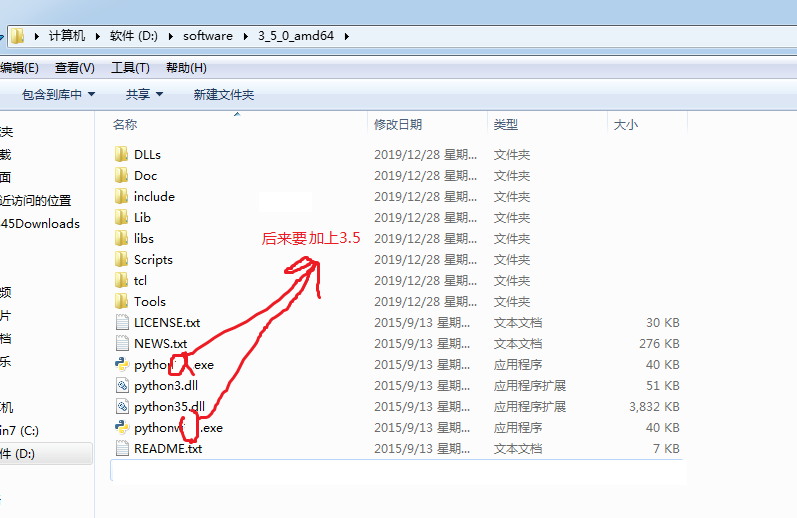 计算机 软件 (D:) software 3_5_0_amd64
编辑(E) 查看(V) 工具(T) 帮助(H)
包含到库中 共享 新建文件夹
名称 修改日期 类型 大小
夹
载
面
近访问的位置
45Downloads
频
片
档
乐
机
in7 (C:)
件 (D:)
DLLs 2019/12/28 星期... 文件夹
Doc 2019/12/28 星期... 文件夹
include 2019/12/28 星期... 文件夹
Lib 2019/12/28 星期... 文件夹
libs 2019/12/28 星期... 文件夹
后来要加上3.5
Scripts 2019/12/28 星期... 文件夹
tcl 2019/12/28 星期... 文件夹
Tools 2019/12/28 星期... 文件夹
LICENSE.txt 2015/9/13 星期... 文本文档 30 KB
NEWS.txt 2015/9/13 星期... 文本文档 276 KB
python .exe 2015/9/13 星期... 应用程序 40 KB
python3.dll 2015/9/13 星期... 应用程序扩展 51 KB
python35.dll 2015/9/13 星期... 应用程序扩展 3,832 KB
pythonw .exe 2015/9/13 星期... 应用程序 40 KB
README.txt 2015/9/13 星期... 文本文档 7 KB